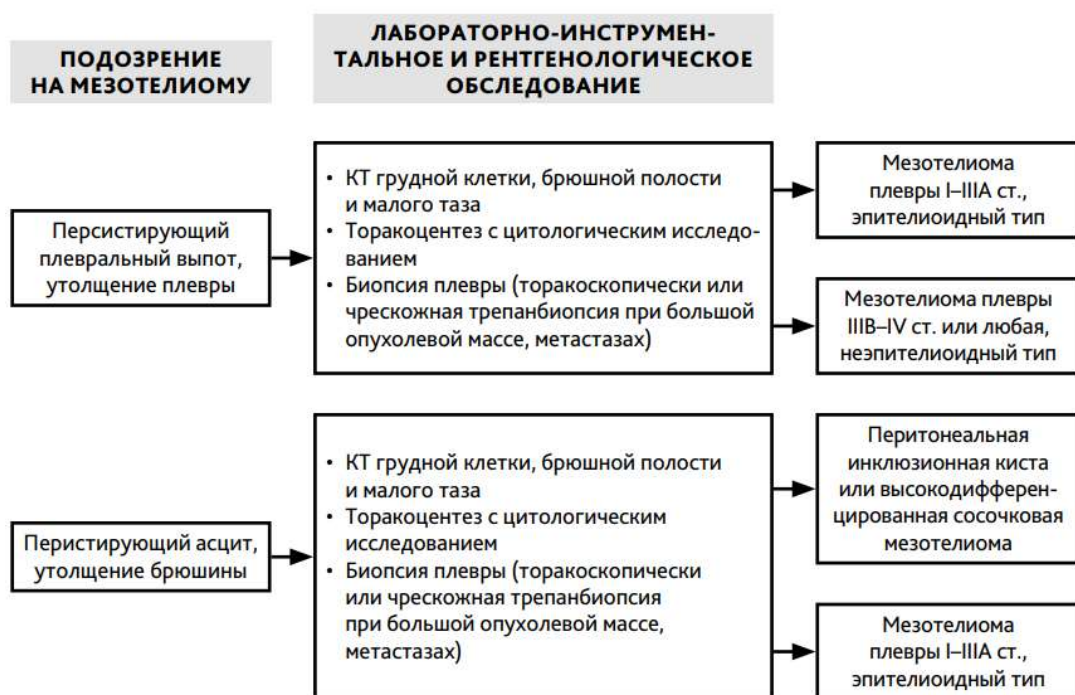 ПОДОЗРЕНИЕ
НА МЕЗОТЕЛИОМУ
ЛАБОРАТОРНО-ИНСТРУМЕН-
ТАЛЬНОЕ И РЕНТГЕНОЛОГИЧЕСКОЕ
ОБСЛЕДОВАНИЕ
Персистирующий
плевральный выпот,
утолщение плевры
• КТ грудной клетки, брюшной полости
и малого таза
• Торакоцентез с цитологическим исследо-
ванием
• Биопсия плевры (торакоскопически или
чрескожная трепанбиопсия при большой
опухолевой массе, метастазах)
Мезотелиома
плевры I–IIIA ст.,
эпителиоидный тип
Мезотелиома плевры
IIIB–IV ст. или любая,
неэпителиоидный тип
Перистирующий асцит,
утолщение брюшины
• КТ грудной клетки, брюшной полости
и малого таза
• Торакоцентез с цитологическим
исследованием
• Биопсия плевры (торакоскопически
или чрескожная трепанбиопсия
при большой опухолевой массе,
метастазах)
Перитонеальная
инклюзионная киста
или высокодифферен-
цированная сосочковая
мезотелиома
Мезотелиома
плевры I–IIIA ст.,
эпителиоидный тип